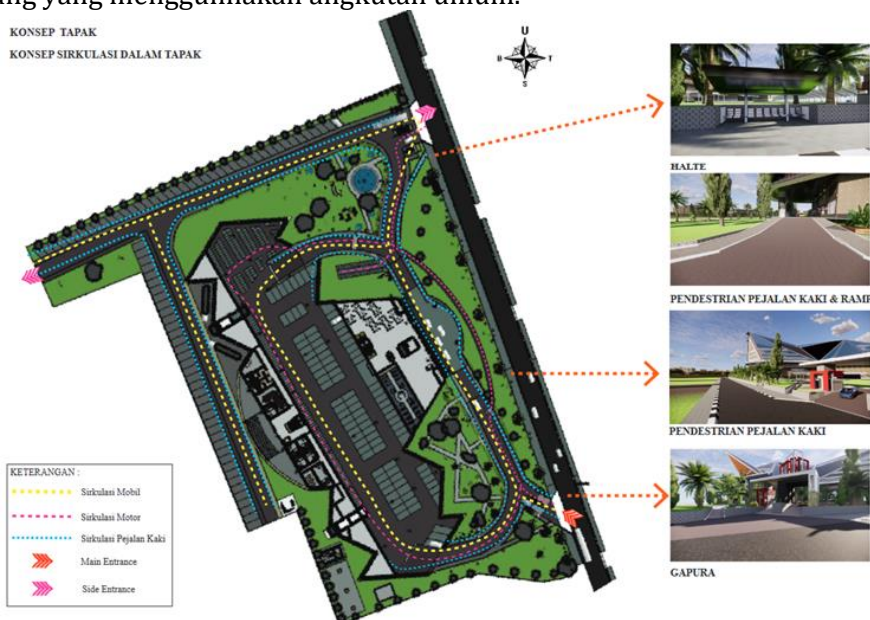 ng yang menggunakan angkutan umum.
KONSEP TAPAK
KONSEP SIRKULASI DALAM TAPAK
U
B T
S
HALTE
PENDESTRIAN PEJALAN KAKI & RAMP
PENDESTRIAN PEJALAN KAKI
GAPURA
KETERANGAN :
Sirkulasi Mobil
Sirkulasi Motor
Sirkulasi Pejalan Kaki
Main Entrance
Side Entrance